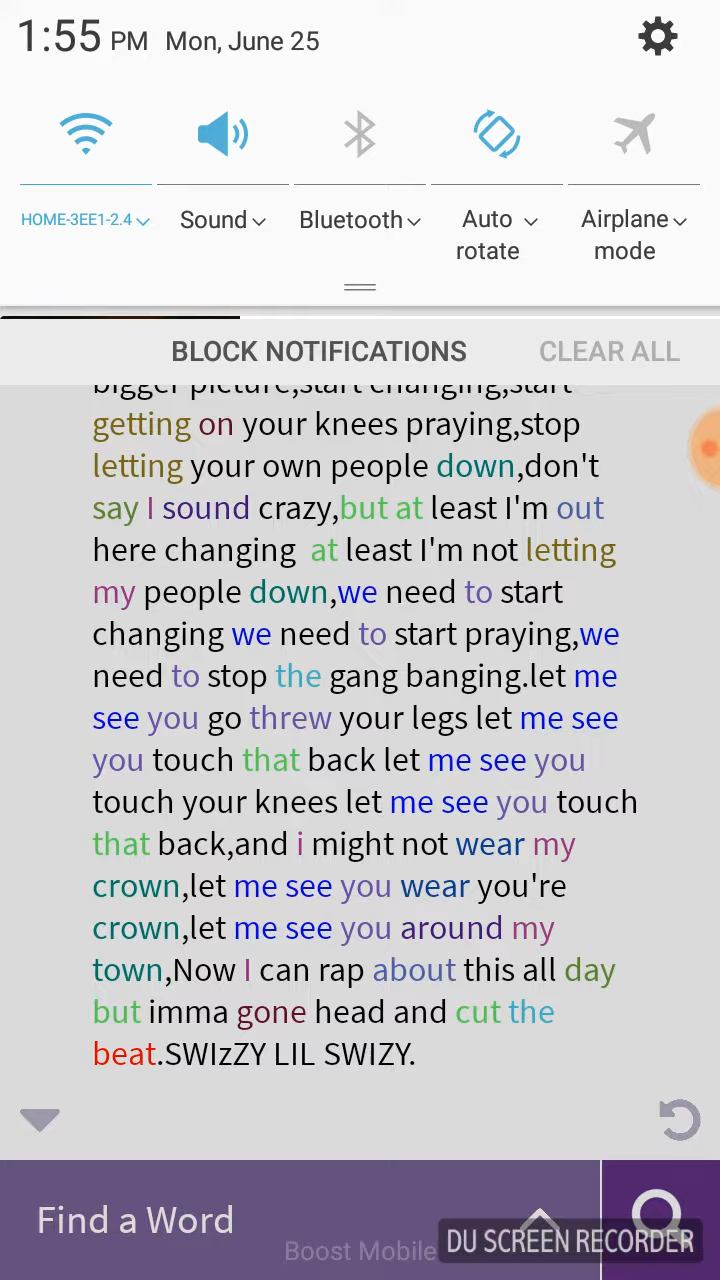 1:55 PM Mon, June 25
HOME-3EE1-2.4
Sound
Bluetooth
Auto rotate
Airplane mode
BLOCK NOTIFICATIONS CLEAR ALL
bigger picture,start changing,start
getting on your knees praying,stop
letting your own people down,don't
say I sound crazy,but at least I'm out
here changing  at least I'm not letting
my people down,we need to start
changing we need to start praying,we
need to stop the gang banging.let me
see you go threw your legs let me see
you touch that back let me see you
touch your knees let me see you touch
that back,and i might not wear my
crown,let me see you wear you're
crown,let me see you around my
town,Now I can rap about this all day
but imma gone head and cut the
beat.SWIzZY LIL SWIZY.
Find a Word
Boost Mobile
DU SCREEN RECORDER